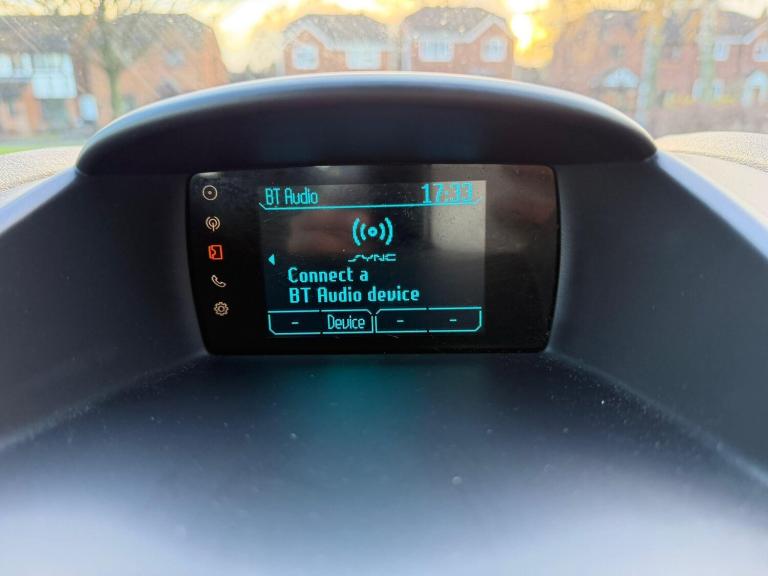 BT Audio 17:33
SYNC
Connect a
BT Audio device
- Device - -